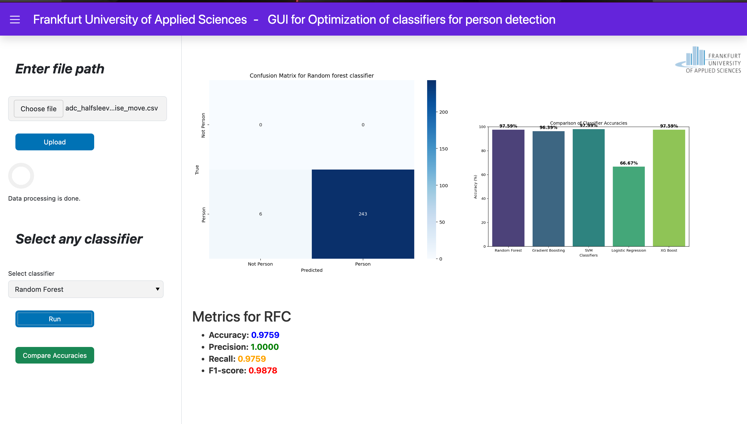 Frankfurt University of Applied Sciences - GUI for Optimization of classifiers for person detection
Enter file path
Choose file adc_halfsleev...ise_move.csv
Upload
Data processing is done.
Select any classifier
Select classifier
Random Forest
Run
Compare Accuracies
Confusion Matrix for Random forest classifier
True
Not Person
Person
0
0
6
243
Not Person
Person
Predicted
200
150
100
50
0
FRANKFURT
UNIVERSITY
OF APPLIED SCIENCES
Comparison of Classifier Accuracies
Accuracy (%)
100
80
60
40
20
0
97.59%
96.39%
66.67%
97.59%
Random Forest
Gradient Boosting
SVM
Logistic Regression
XG Boost
Classifiers
Metrics for RFC
• Accuracy: 0.9759
• Precision: 1.0000
• Recall: 0.9759
• F1-score: 0.9878